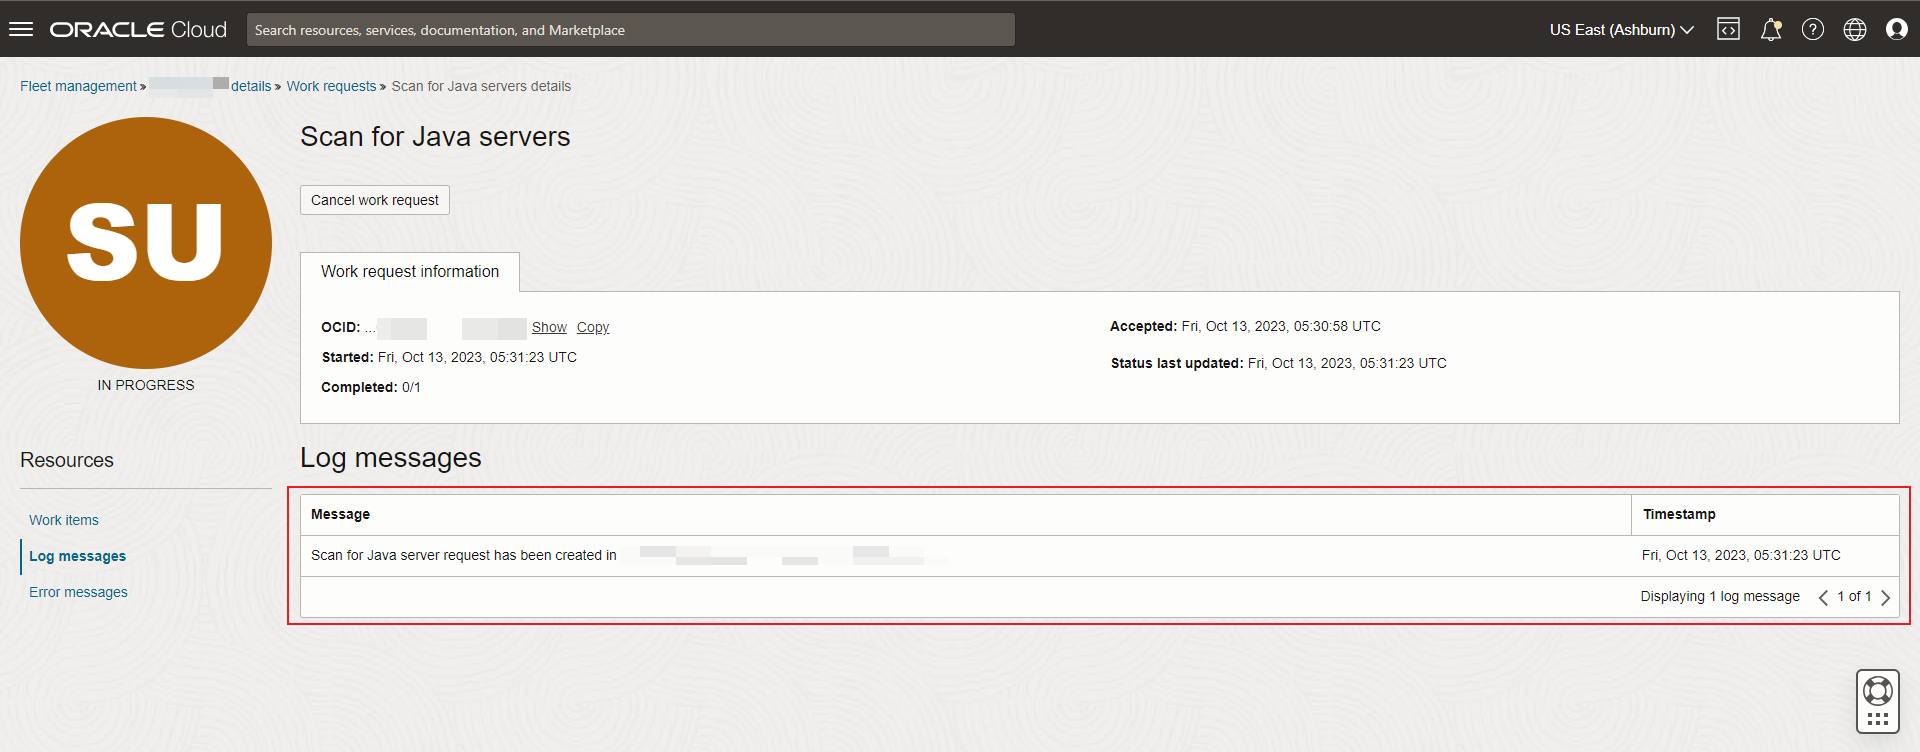 ORACLE Cloud
Search resources, services, documentation, and Marketplace
US East (Ashburn)
Fleet management » details » Work requests » Scan for Java servers details
SU
IN PROGRESS
Scan for Java servers
Cancel work request
Work request information
OCID: ... Show Copy
Started: Fri, Oct 13, 2023, 05:31:23 UTC
Completed: 0/1
Accepted: Fri, Oct 13, 2023, 05:30:58 UTC
Status last updated: Fri, Oct 13, 2023, 05:31:23 UTC
Resources
Work items
Log messages
Error messages
Log messages
Message Timestamp
Scan for Java server request has been created in Fri, Oct 13, 2023, 05:31:23 UTC
Displaying 1 log message 1 of 1